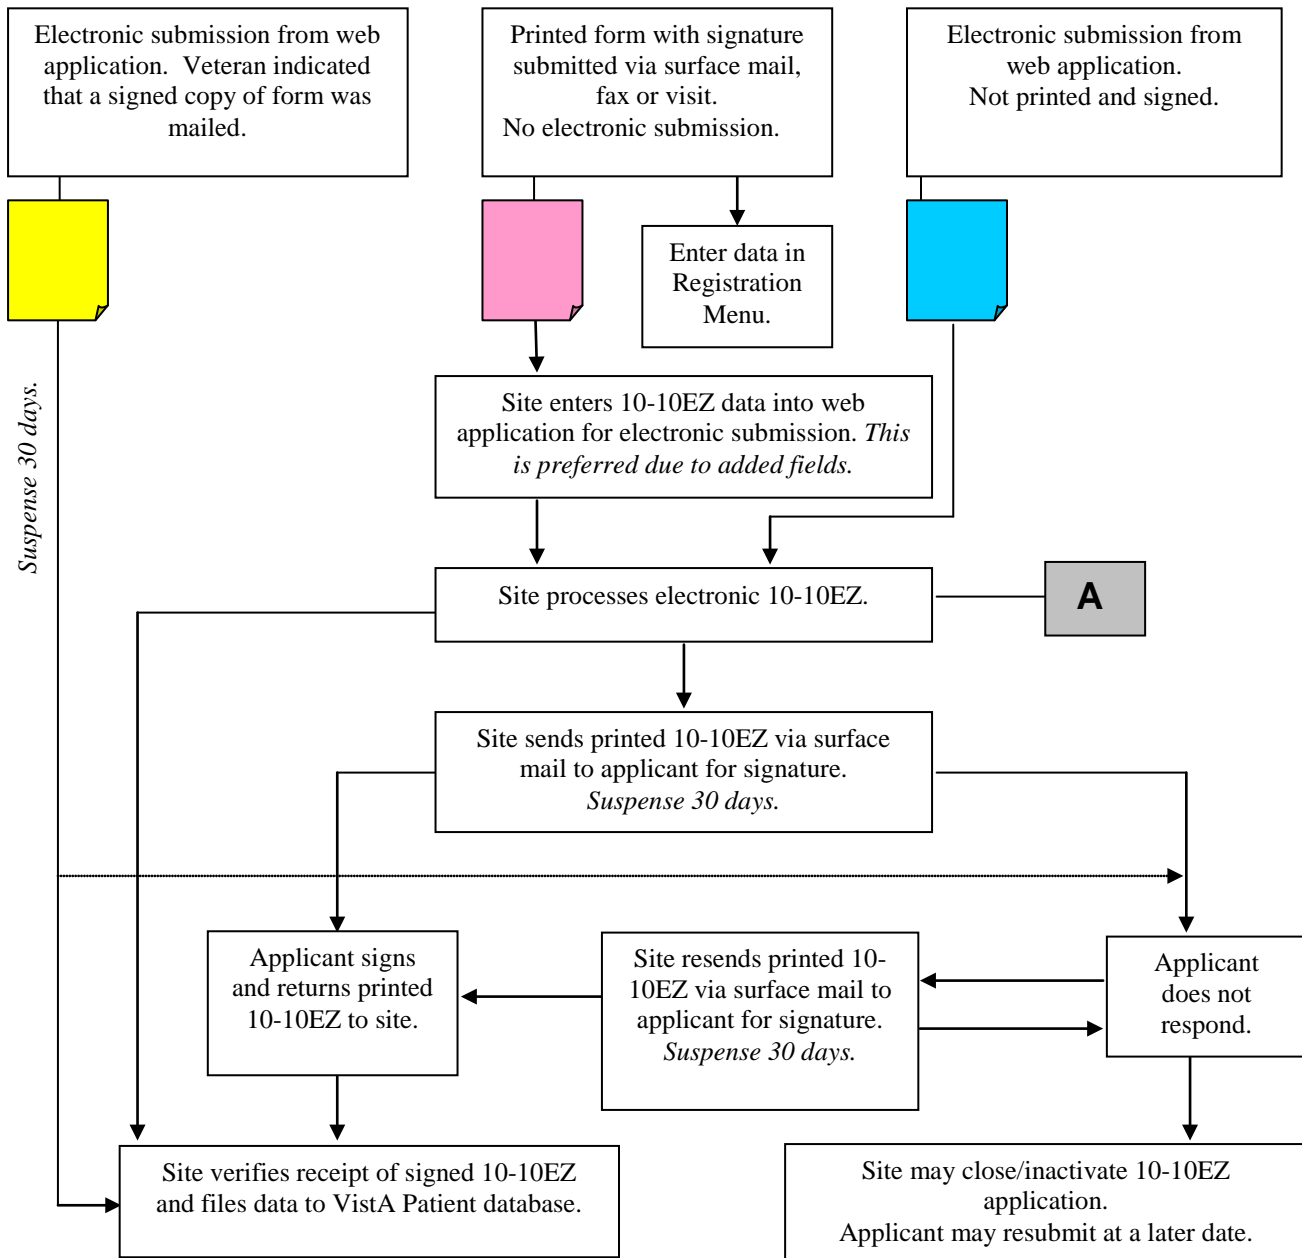 Electronic submission from web
application. Veteran indicated
that a signed copy of form was
mailed.
Printed form with signature
submitted via surface mail,
fax or visit.
No electronic submission.
Electronic submission from
web application.
Not printed and signed.
Enter data in
Registration
Menu.
Suspense 30 days.
Site enters 10-10EZ data into web
application for electronic submission. This
is preferred due to added fields.
Site processes electronic 10-10EZ.
A
Site sends printed 10-10EZ via surface
mail to applicant for signature.
Suspense 30 days.
Applicant signs
and returns printed
10-10EZ to site.
Site resends printed 10-
10EZ via surface mail to
applicant for signature.
Suspense 30 days.
Applicant
does not
respond.
Site verifies receipt of signed 10-10EZ
and files data to VistA Patient database.
Site may close/inactivate 10-10EZ
application.
Applicant may resubmit at a later date.